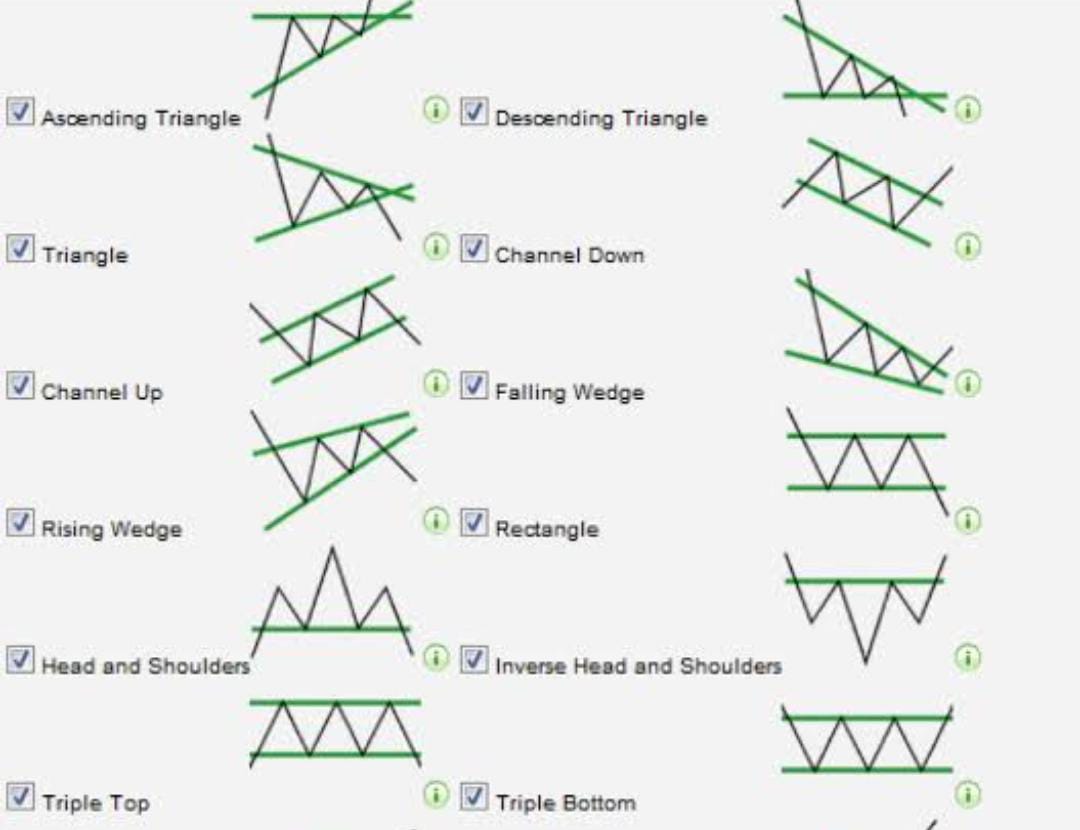 Ascending Triangle
Descending Triangle
Triangle
Channel Down
Channel Up
Falling Wedge
Rising Wedge
Rectangle
Head and Shoulders
Inverse Head and Shoulders
Triple Top
Triple Bottom